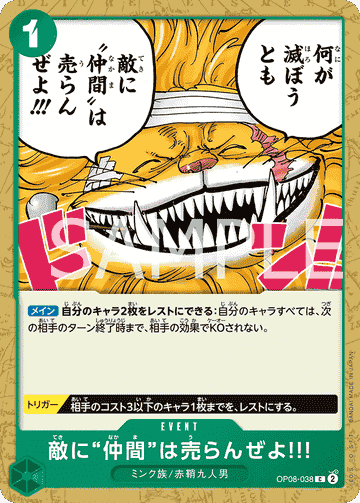 1
何が
滅ぼう
とも
敵に
“仲間”は
売らん
ぜよ!!!
SAMPLE
メイン 自分のキャラ2枚をレストにできる:自分のキャラすべては、次
の相手のターン終了時まで、相手の効果でKOされない。
トリガー 相手のコスト3以下のキャラ1枚までを、レストにする。
EVENT
敵に“仲間”は売らんぜよ!!!
ミンク族/赤鞘九人男
OP08-038 C 2